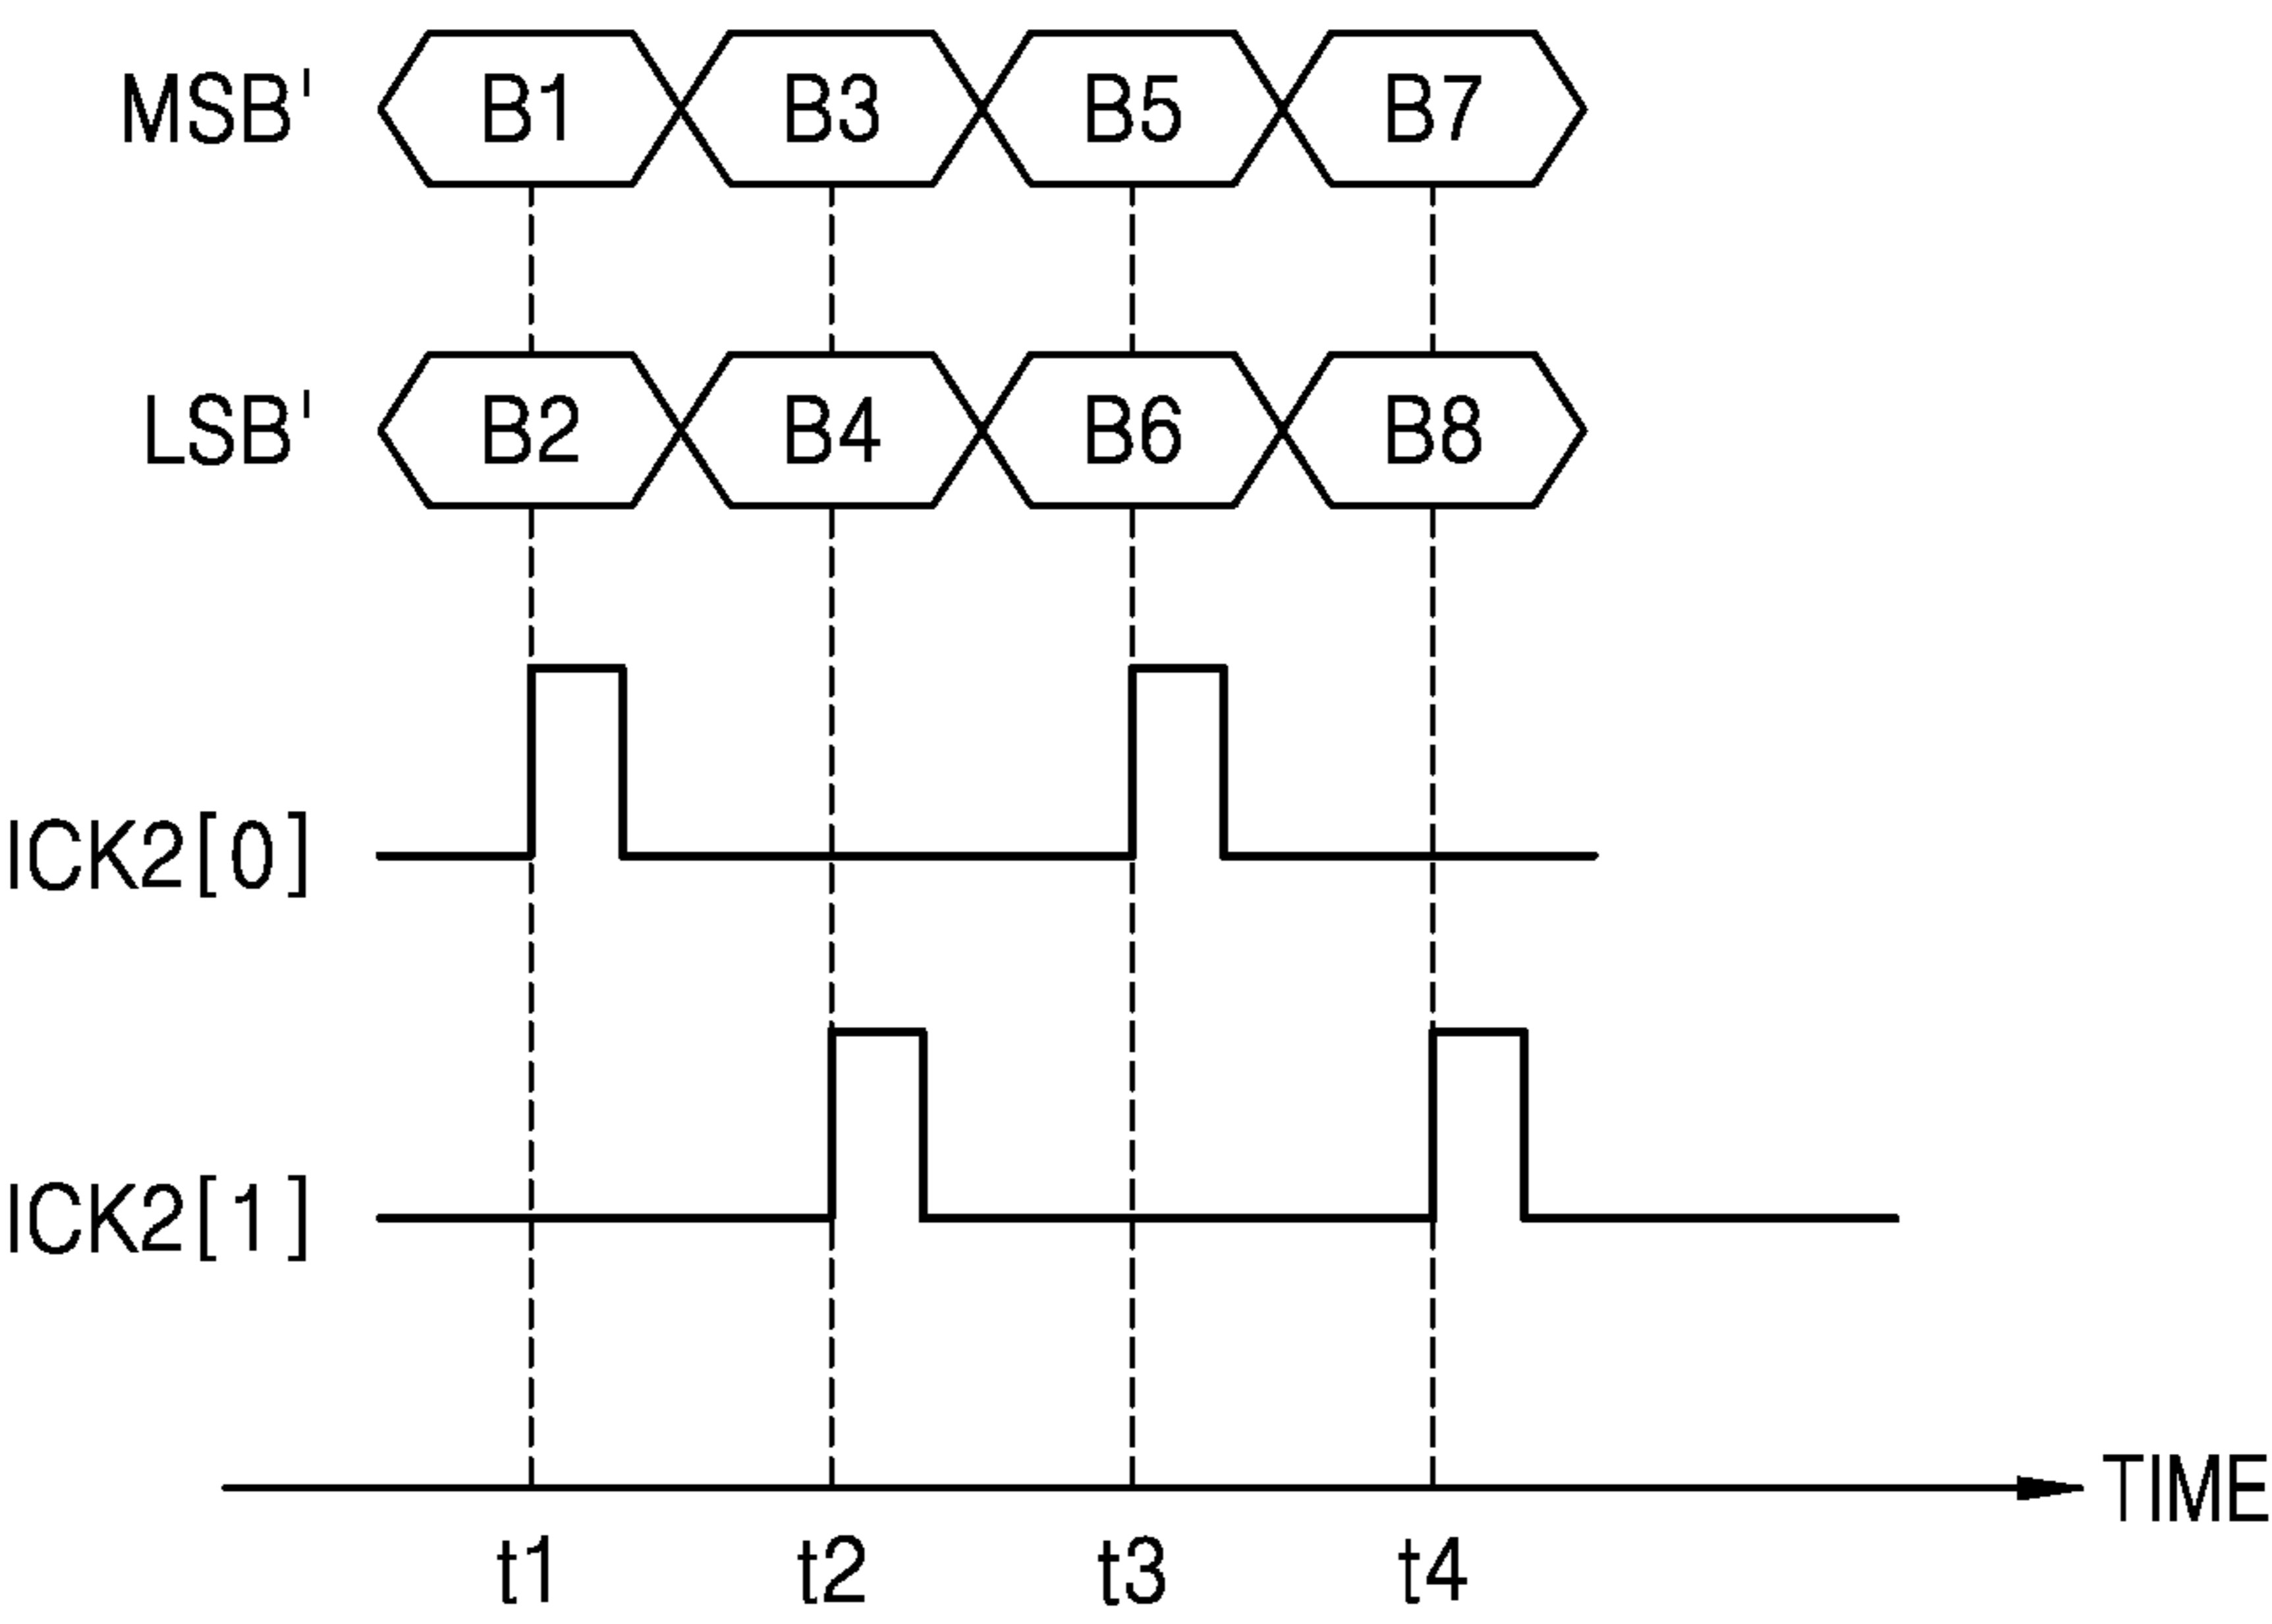 MSB' B1 B3 B5 B7
LSB' B2 B4 B6 B8
ICK2[0]
ICK2[1]
TIME
t1 t2 t3 t4